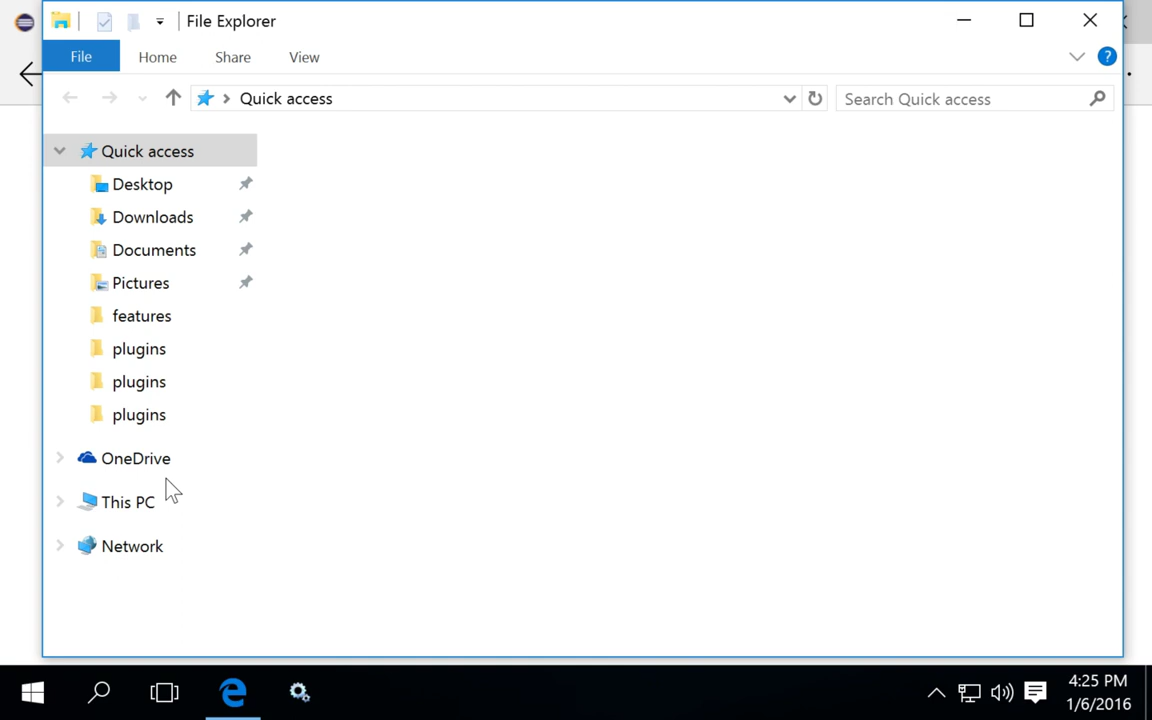 File Explorer
File Home Share View
Quick access Search Quick access
Quick access
Desktop
Downloads
Documents
Pictures
features
plugins
plugins
plugins
OneDrive
This PC
Network
4:25 PM
1/6/2016